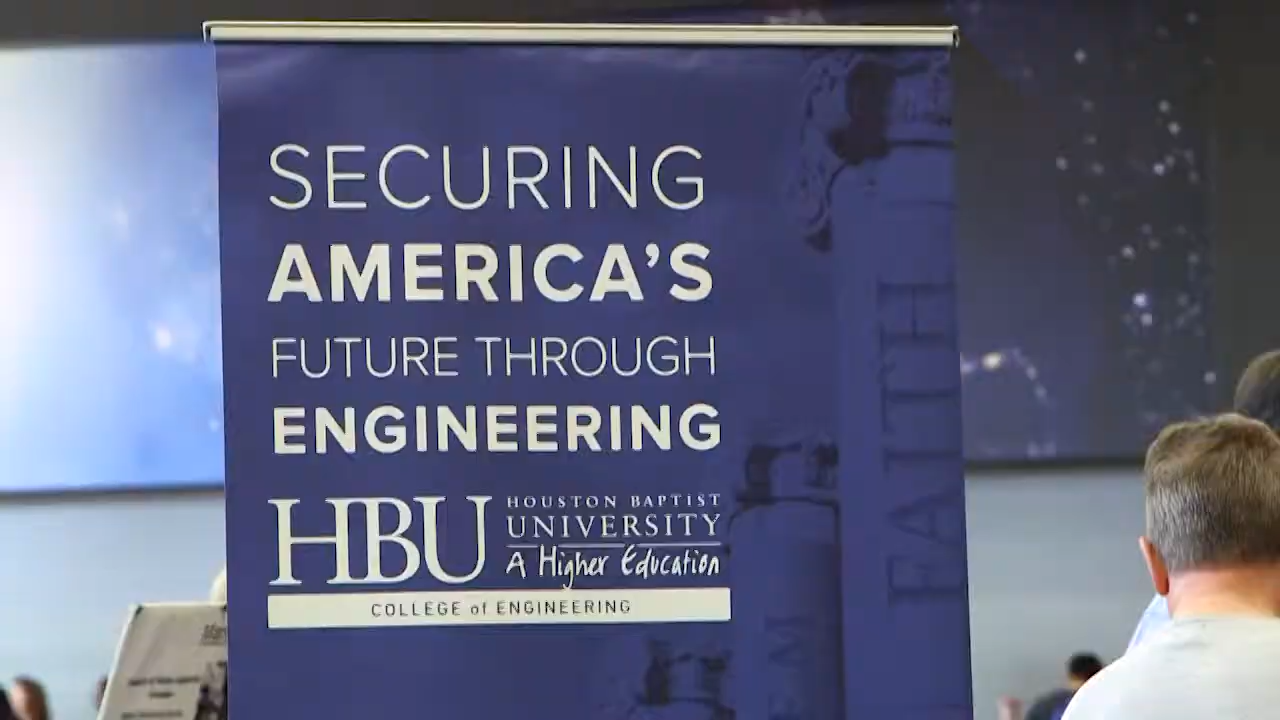 SECURING
AMERICA'S
FUTURE THROUGH
ENGINEERING
HBU
HOUSTON BAPTIST
UNIVERSITY
A Higher Education
COLLEGE of ENGINEERING
FAITH